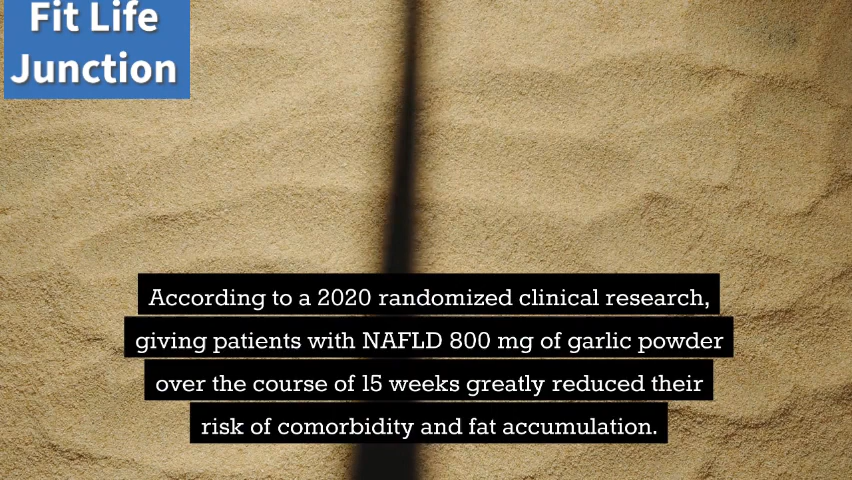 Fit Life
Junction
According to a 2020 randomized clinical research,
giving patients with NAFLD 800 mg of garlic powder
over the course of 15 weeks greatly reduced their
risk of comorbidity and fat accumulation.